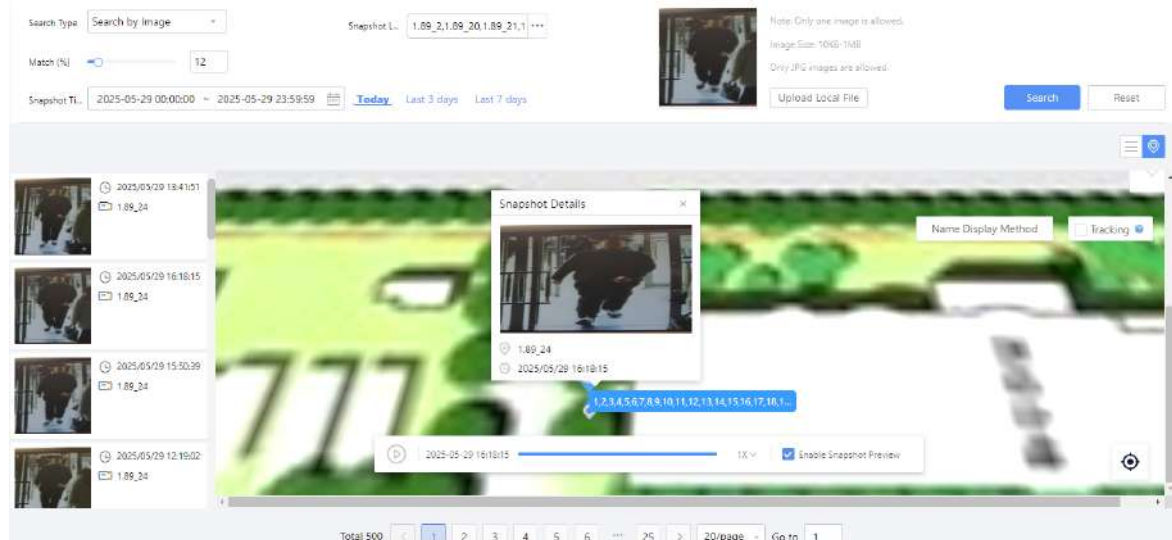 Search Type Search by Image Snapshot L.. 1.89_2,1.89_20,1.89_21,1 ···
Note: Only one image is allowed.
Image Size: 10KB-1MB
Match (%) 12
Only JPG images are allowed.
Snapshot Ti.. 2025-05-29 00:00:00 ~ 2025-05-29 23:59:59 Today Last 3 days Last 7 days
Upload Local File Search Reset
2025/05/29 18:41:51
1.89_24
2025/05/29 16:18:15
1.89_24
2025/05/29 15:50:39
1.89_24
2025/05/29 12:19:02
1.89_24
Snapshot Details
1.89_24
2025/05/29 16:18:15
Name Display Method Tracking
1,2,3,4,5,6,7,8,9,10,11,12,13,14,15,16,17,18,1...
2025-05-29 16:18:15 1X Enable Snapshot Preview
Total 500 < 1 2 3 4 5 6 ··· 25 > 20/page Go to 1